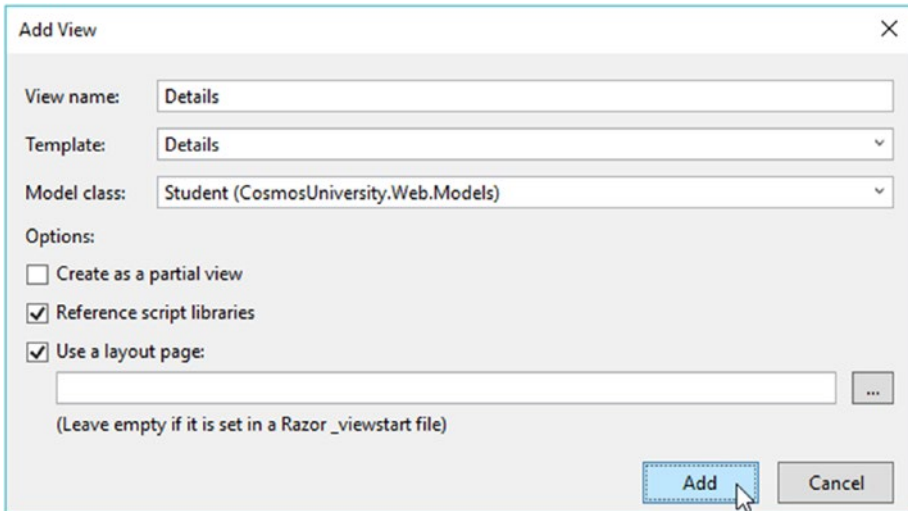 Add View
View name: Details
Template: Details
Model class: Student (CosmosUniversity.Web.Models)
Options:
Create as a partial view
Reference script libraries
Use a layout page:
...
(Leave empty if it is set in a Razor _viewstart file)
Add Cancel